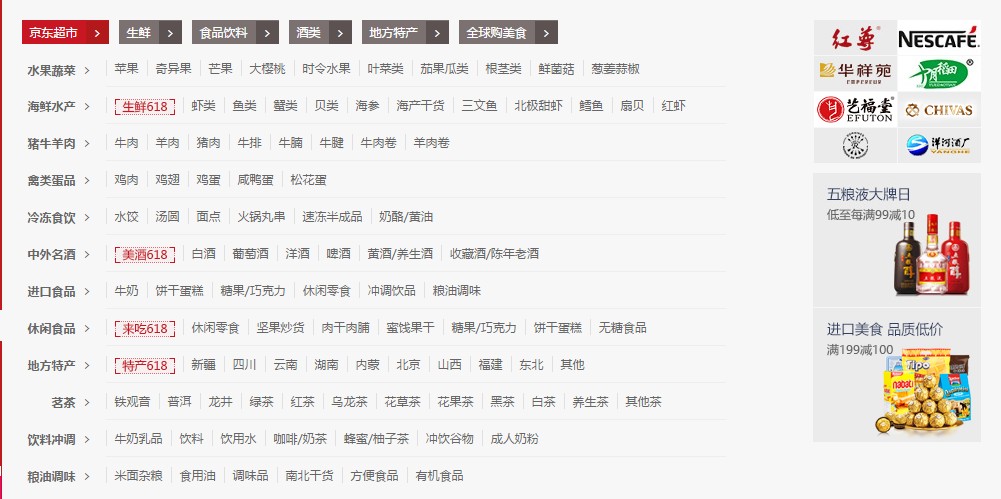 京东超市 > 生鲜 > 食品饮料 > 酒类 > 地方特产 > 全球购美食 >
水果蔬菜 > 苹果 奇异果 芒果 大樱桃 时令水果 叶菜类 茄果瓜类 根茎类 鲜菌菇 葱姜蒜椒
海鲜水产 > 生鲜618 虾类 鱼类 蟹类 贝类 海参 海产干货 三文鱼 北极甜虾 鳕鱼 扇贝 红虾
猪牛羊肉 > 牛肉 羊肉 猪肉 牛排 牛腩 牛腱 牛肉卷 羊肉卷
禽类蛋品 > 鸡肉 鸡翅 鸡蛋 咸鸭蛋 松花蛋
冷冻食饮 > 水饺 汤圆 面点 火锅丸串 速冻半成品 奶酪/黄油
中外名酒 > 美酒618 白酒 葡萄酒 洋酒 啤酒 黄酒/养生酒 收藏酒/陈年老酒
进口食品 > 牛奶 饼干蛋糕 糖果/巧克力 休闲零食 冲调饮品 粮油调味
休闲食品 > 来吃618 休闲零食 坚果炒货 肉干肉脯 蜜饯果干 糖果/巧克力 饼干蛋糕 无糖食品
地方特产 > 特产618 新疆 四川 云南 湖南 内蒙 北京 山西 福建 东北 其他
茗茶 > 铁观音 普洱 龙井 绿茶 红茶 乌龙茶 花草茶 花果茶 黑茶 白茶 养生茶 其他茶
饮料冲调 > 牛奶乳品 饮料 饮用水 咖啡/奶茶 蜂蜜/柚子茶 冲饮谷物 成人奶粉
粮油调味 > 米面杂粮 食用油 调味品 南北干货 方便食品 有机食品
红尊 NESCAFÉ.
华祥苑 十月稻田
EMPEREUR
艺福堂 CHIVAS
EFUTON
洋河酒厂
YANGHE
五粮液大牌日
低至每满99减10
进口美食 品质低价
满199减100
Tipo
nabati